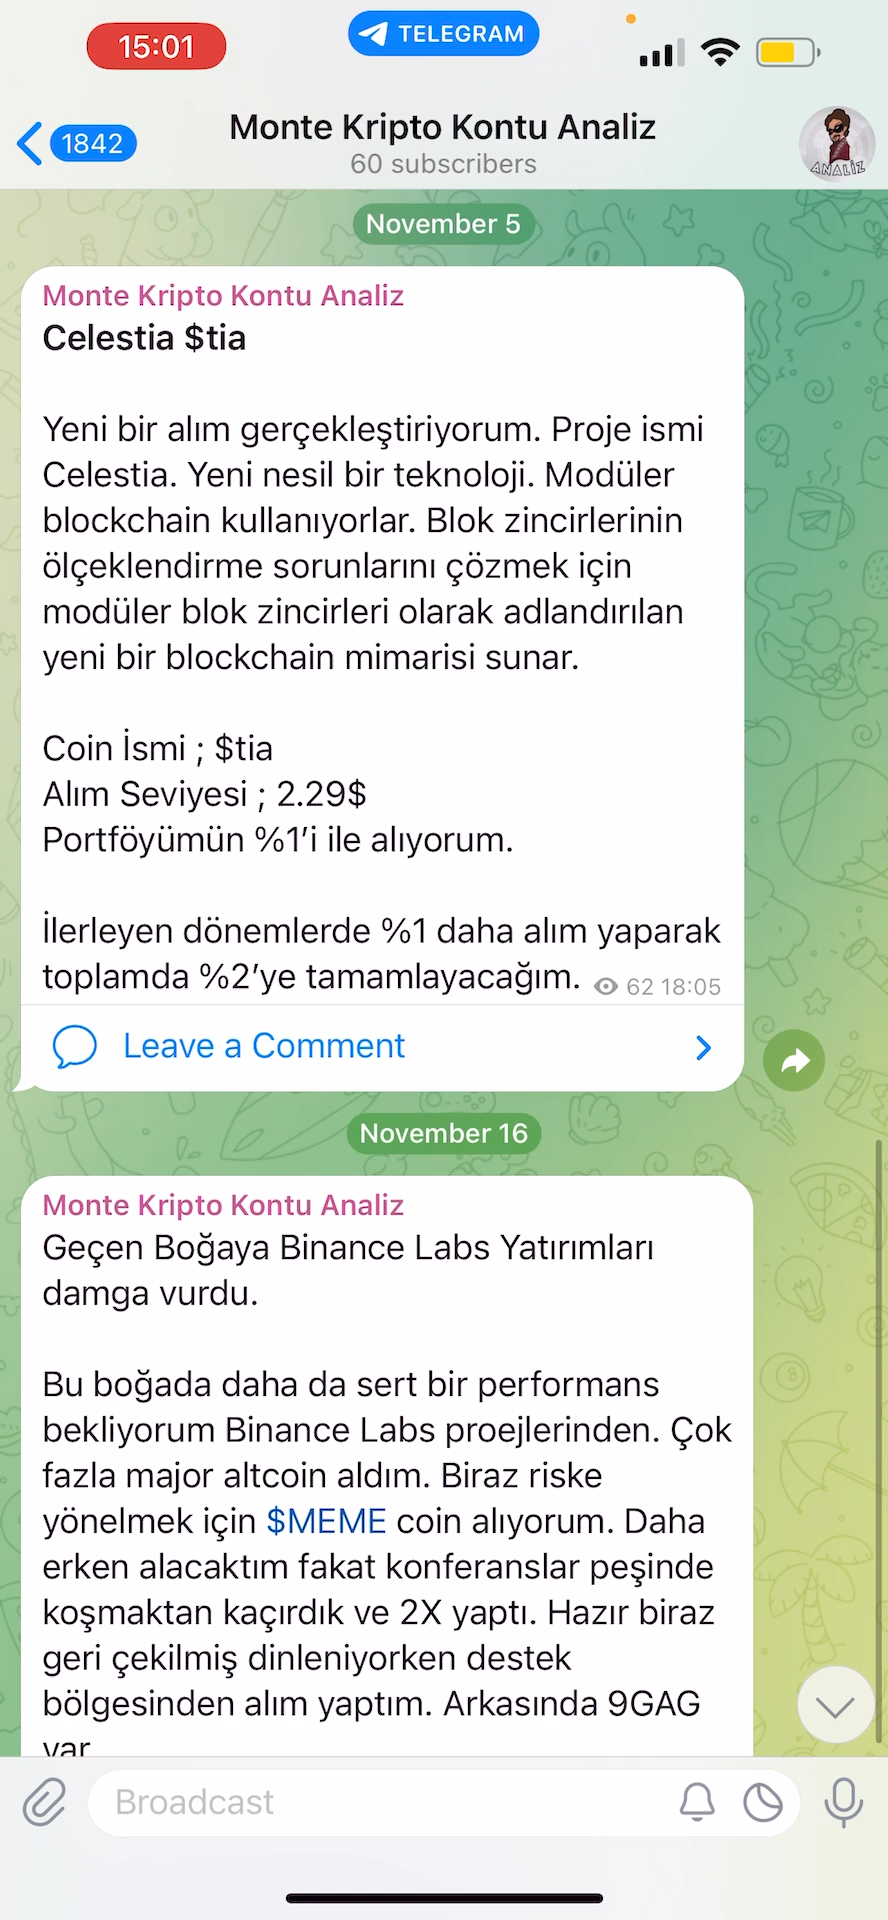 15:01
TELEGRAM
1842
Monte Kripto Kontu Analiz
60 subscribers
ANALİZ
November 5
Monte Kripto Kontu Analiz
Celestia $tia
Yeni bir alım gerçekleştiriyorum. Proje ismi
Celestia. Yeni nesil bir teknoloji. Modüler
blockchain kullanıyorlar. Blok zincirlerinin
ölçeklendirme sorunlarını çözmek için
modüler blok zincirleri olarak adlandırılan
yeni bir blockchain mimarisi sunar.
Coin İsmi ; $tia
Alım Seviyesi ; 2.29$
Portföyümün %1'i ile alıyorum.
İlerleyen dönemlerde %1 daha alım yaparak
toplamda %2'ye tamamlayacağım. 62 18:05
Leave a Comment
November 16
Monte Kripto Kontu Analiz
Geçen Boğaya Binance Labs Yatırımları
damga vurdu.
Bu boğada daha da sert bir performans
bekliyorum Binance Labs proejlerinden. Çok
fazla major altcoin aldım. Biraz riske
yönelmek için $MEME coin alıyorum. Daha
erken alacaktım fakat konferanslar peşinde
koşmaktan kaçırdık ve 2X yaptı. Hazır biraz
geri çekilmiş dinleniyorken destek
bölgesinden alım yaptım. Arkasında 9GAG
var
Broadcast